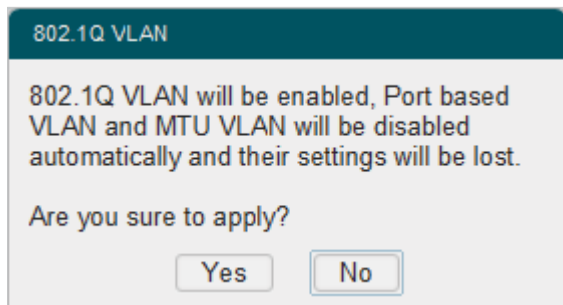 802.1Q VLAN
802.1Q VLAN will be enabled, Port based
VLAN and MTU VLAN will be disabled
automatically and their settings will be lost.
Are you sure to apply?
Yes
No